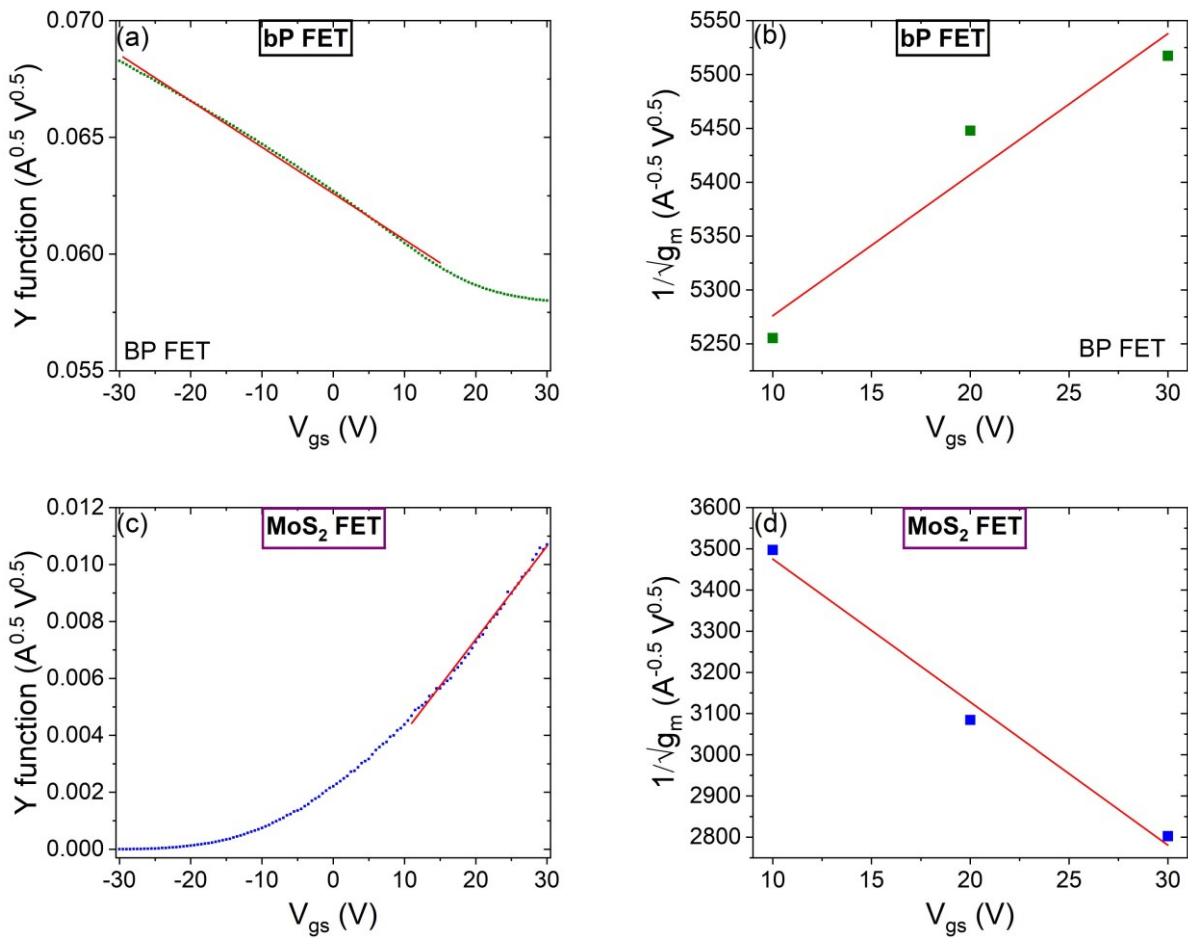 (a)
bP FET
Y function (A^0.5 V^0.5)
0.070
0.065
0.060
0.055
BP FET
-30 -20 -10 0 10 20 30
V_gs (V)
(b)
bP FET
1/√g_m (A^-0.5 V^0.5)
5550
5500
5450
5400
5350
5300
5250
BP FET
10 15 20 25 30
V_gs (V)
(c)
MoS₂ FET
Y function (A^0.5 V^0.5)
0.012
0.010
0.008
0.006
0.004
0.002
0.000
-30 -20 -10 0 10 20 30
V_gs (V)
(d)
MoS₂ FET
1/√g_m (A^-0.5 V^0.5)
3600
3500
3400
3300
3200
3100
3000
2900
2800
10 15 20 25 30
V_gs (V)